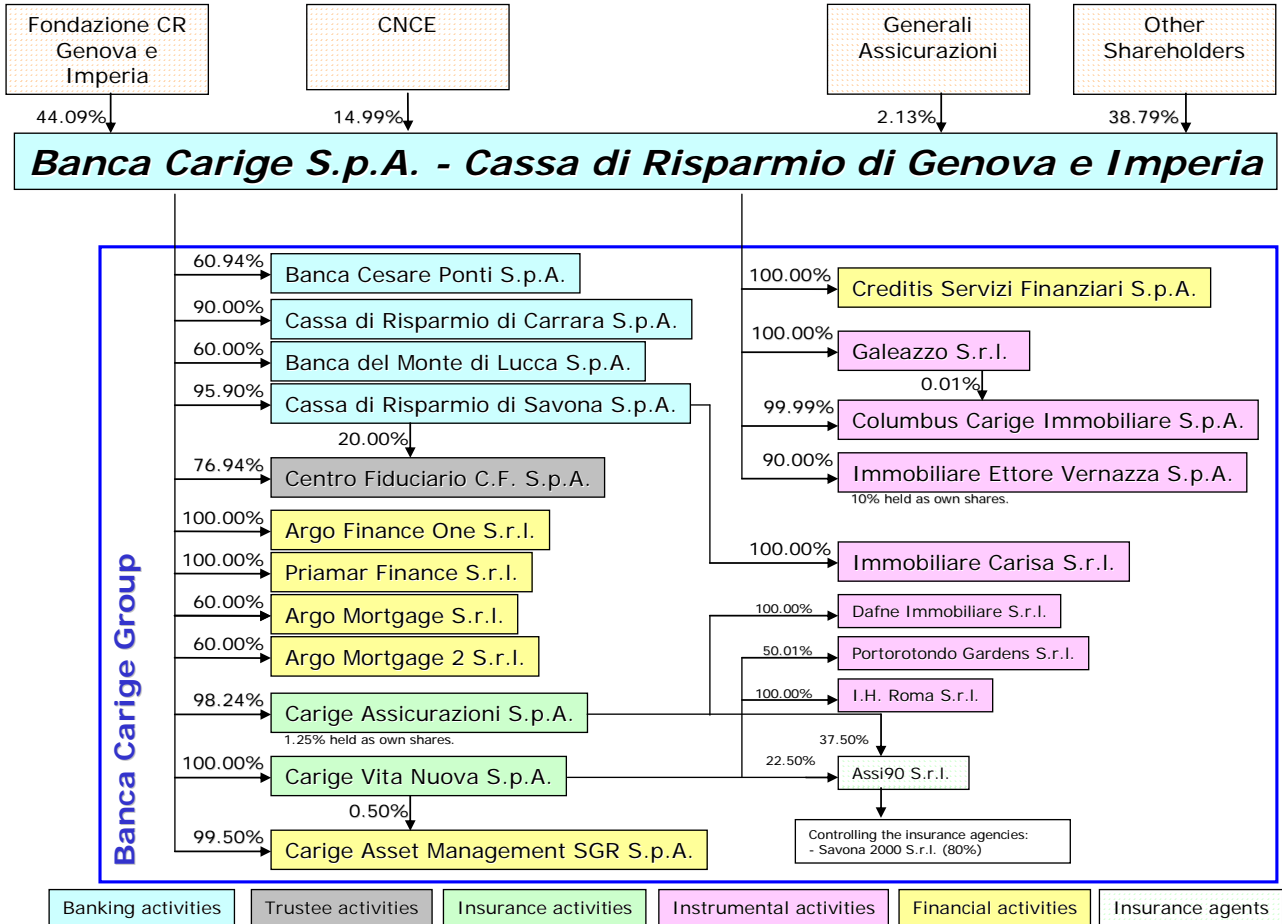 Fondazione CR
Genova e
Imperia
CNCE
Generali
Assicurazioni
Other
Shareholders
44.09%
14.99%
2.13%
38.79%
Banca Carige S.p.A. - Cassa di Risparmio di Genova e Imperia
Banca Carige Group
60.94%
Banca Cesare Ponti S.p.A.
90.00%
Cassa di Risparmio di Carrara S.p.A.
60.00%
Banca del Monte di Lucca S.p.A.
95.90%
Cassa di Risparmio di Savona S.p.A.
20.00%
76.94%
Centro Fiduciario C.F. S.p.A.
100.00%
Argo Finance One S.r.l.
100.00%
Priamar Finance S.r.l.
60.00%
Argo Mortgage S.r.l.
60.00%
Argo Mortgage 2 S.r.l.
98.24%
Carige Assicurazioni S.p.A.
1.25% held as own shares.
100.00%
Carige Vita Nuova S.p.A.
0.50%
99.50%
Carige Asset Management SGR S.p.A.
100.00%
Creditis Servizi Finanziari S.p.A.
100.00%
Galeazzo S.r.l.
0.01%
99.99%
Columbus Carige Immobiliare S.p.A.
90.00%
Immobiliare Ettore Vernazza S.p.A.
10% held as own shares.
100.00%
Immobiliare Carisa S.r.l.
100.00%
Dafne Immobiliare S.r.l.
50.01%
Portorotondo Gardens S.r.l.
100.00%
I.H. Roma S.r.l.
37.50%
22.50%
Assi90 S.r.l.
Controlling the insurance agencies:
- Savona 2000 S.r.l. (80%)
Banking activities
Trustee activities
Insurance activities
Instrumental activities
Financial activities
Insurance agents